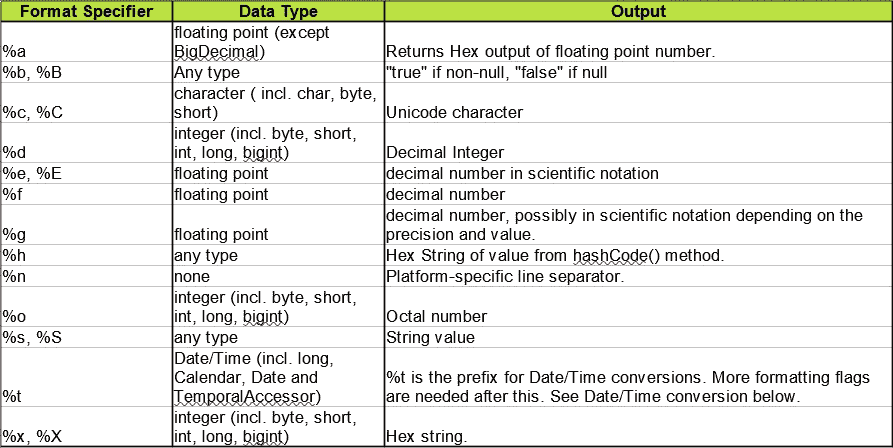 Format Specifier Data Type Output
floating point (except
%a BigDecimal) Returns Hex output of floating point number.
%b, %B Any type "true" if non-null, "false" if null
character ( incl. char, byte,
%c, %C short) Unicode character
integer (incl. byte, short,
%d int, long, bigint) Decimal Integer
%e, %E floating point decimal number in scientific notation
%f floating point decimal number
decimal number, possibly in scientific notation depending on the
%g floating point precision and value.
%h any type Hex String of value from hashCode() method.
%n none Platform-specific line separator.
integer (incl. byte, short,
%o int, long, bigint) Octal number
%s, %S any type String value
Date/Time (incl. long,
Calendar, Date and %t is the prefix for Date/Time conversions. More formatting flags
%t TemporalAccessor) are needed after this. See Date/Time conversion below.
integer (incl. byte, short,
%x, %X int, long, bigint) Hex string.